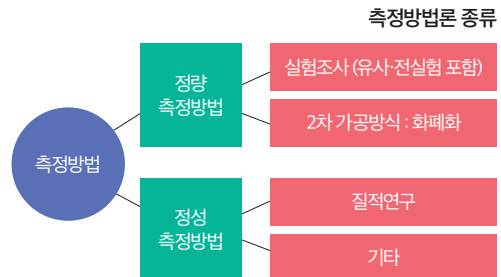 측정방법론 종류
측정방법
정량
측정방법
실험조사 (유사·전실험 포함)
2차 가공방식 : 화폐화
정성
측정방법
질적연구
기타